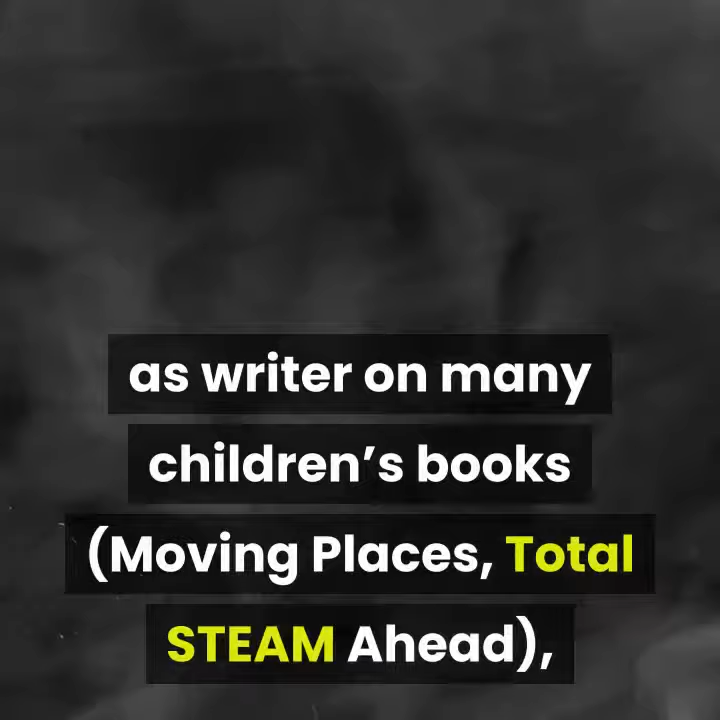 as writer on many
children’s books
(Moving Places, Total
STEAM Ahead),